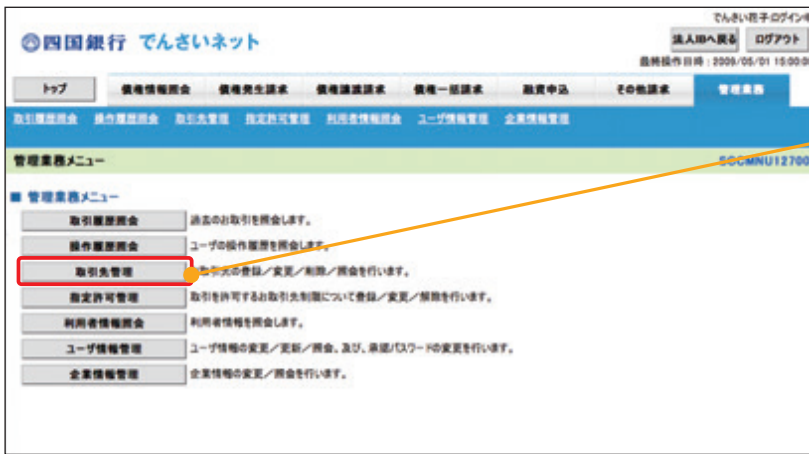 でんさい花子:ログイン中
四国銀行 でんさいネット
法人IBへ戻る ログアウト
最終操作日時：2009/05/01 15:00:00
トップ 債権情報照会 債権発生請求 債権譲渡請求 債権一括請求 融資申込 その他請求 管理業務
取引履歴照会 操作履歴照会 取引先管理 指定許可管理 利用者情報照会 ユーザ情報管理 企業情報管理
管理業務メニュー SCCMNU12700
■ 管理業務メニュー
取引履歴照会 過去のお取引を照会します。
操作履歴照会 ユーザの操作履歴を照会します。
取引先管理 取引先の登録／変更／削除／照会を行います。
指定許可管理 取引を許可するお取引先制限について登録／変更／解除を行います。
利用者情報照会 利用者情報を照会します。
ユーザ情報管理 ユーザ情報の変更／更新／照会、及び、承認パスワードの変更を行います。
企業情報管理 企業情報の変更／照会を行います。